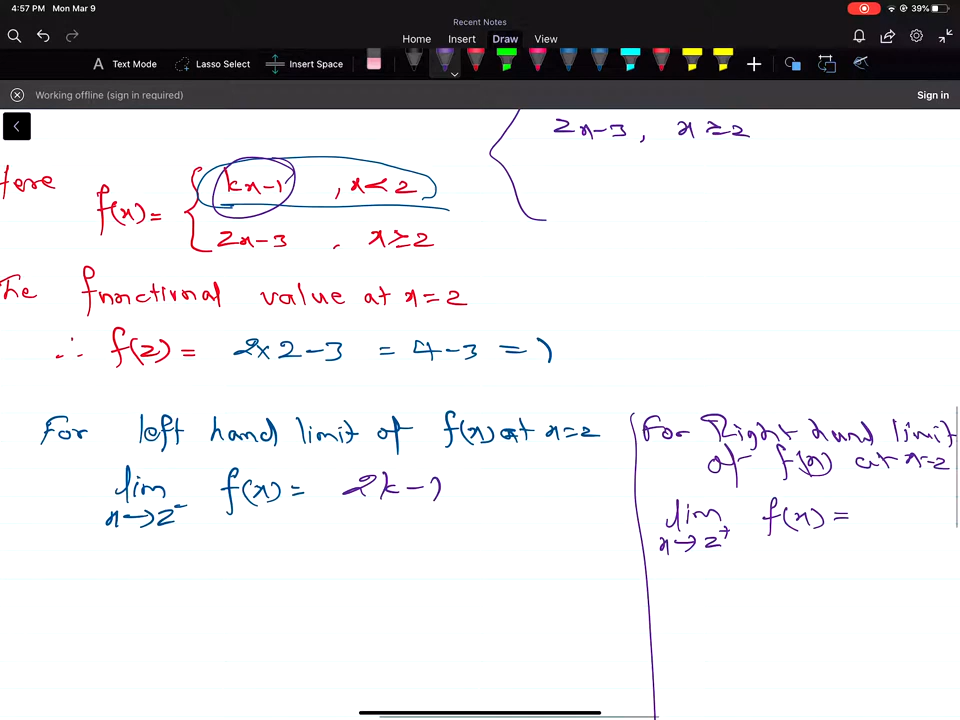 4:57 PM Mon Mar 9
39%
Recent Notes
Home Insert Draw View
Text Mode Lasso Select Insert Space
Working offline (sign in required) Sign in
2x-3 , x ≥ 2
Here f(x) = { kx-1 , x < 2
2x-3 , x ≥ 2
The functional value at x = 2
∴ f(2) = 2×2-3 = 4-3 = 1
For left hand limit of f(x) at x = 2
lim x→2⁻ f(x) = 2k-1
For Right hand limit
of f(x) at x=2
lim x→2⁺ f(x) =